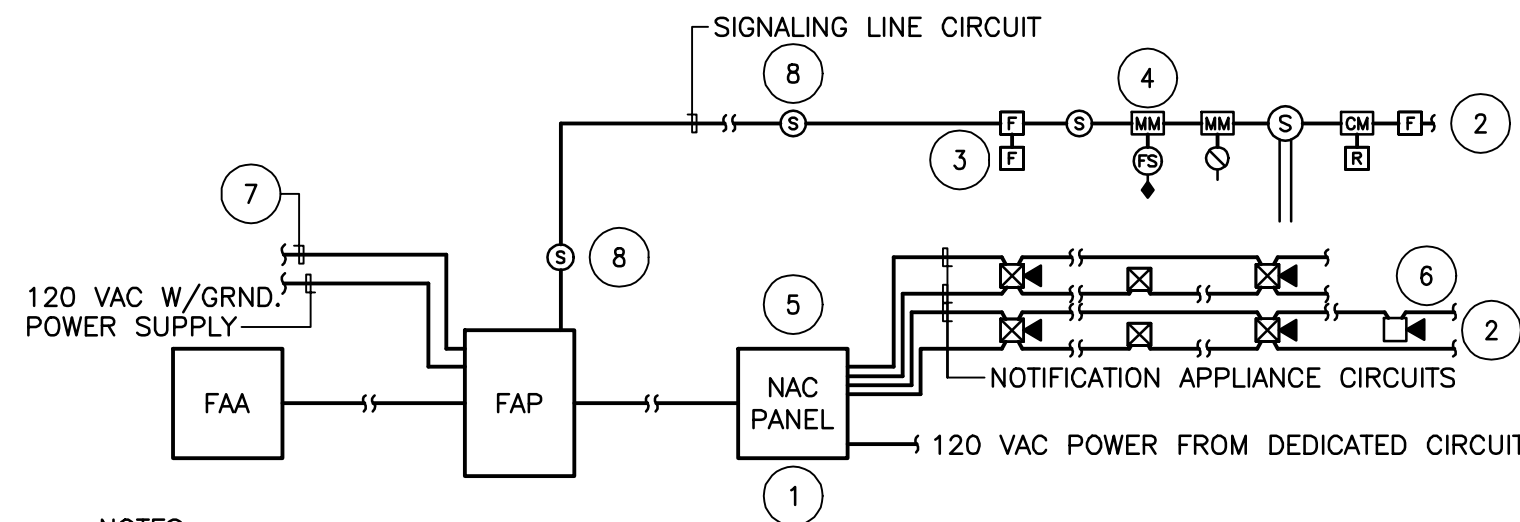 SIGNALING LINE CIRCUIT
8
4
S
F
S
MM
MM
S
CM
F
2
3
F
FS
R
7
S
8
120 VAC W/GRND.
POWER SUPPLY
5
6
2
FAA
FAP
NAC
PANEL
NOTIFICATION APPLIANCE CIRCUITS
120 VAC POWER FROM DEDICATED CIRCUIT
1